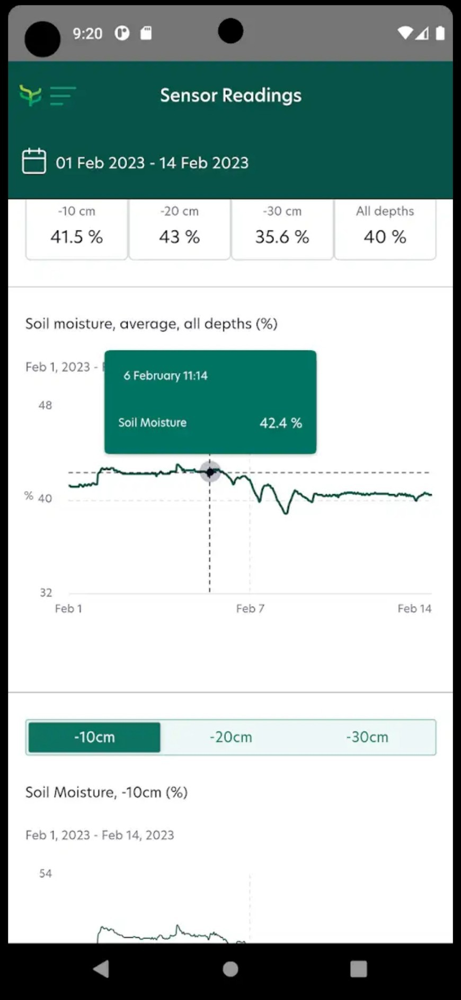 9:20
Sensor Readings
01 Feb 2023 - 14 Feb 2023
-10 cm -20 cm -30 cm All depths
41.5 % 43 % 35.6 % 40 %
Soil moisture, average, all depths (%)
Feb 1, 2023 -
6 February 11:14
48
Soil Moisture 42.4 %
% 40
32
Feb 1 Feb 7 Feb 14
-10cm -20cm -30cm
Soil Moisture, -10cm (%)
Feb 1, 2023 - Feb 14, 2023
54